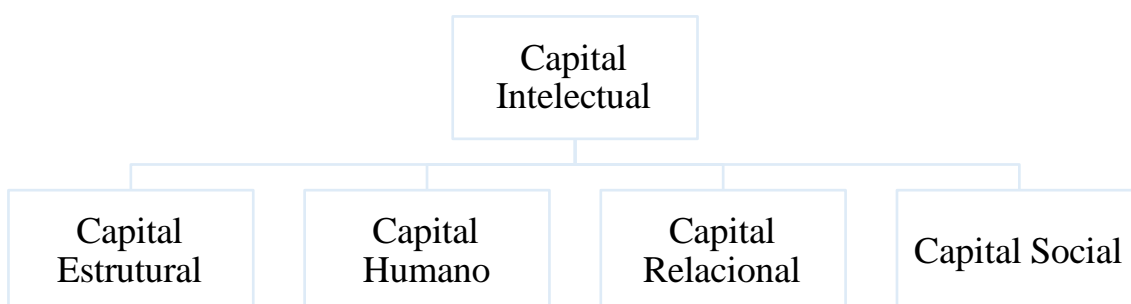 Capital
Intelectual
Capital
Estrutural
Capital
Humano
Capital
Relacional
Capital Social